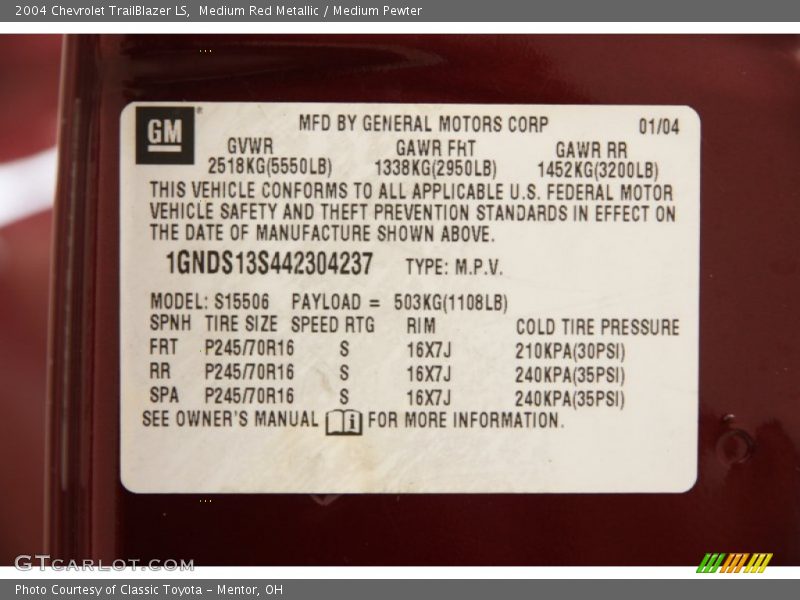 2004 Chevrolet TrailBlazer LS, Medium Red Metallic / Medium Pewter
GM ®
MFD BY GENERAL MOTORS CORP 01/04
GVWR GAWR FRT GAWR RR
2518KG(5550LB) 1338KG(2950LB) 1452KG(3200LB)
THIS VEHICLE CONFORMS TO ALL APPLICABLE U.S. FEDERAL MOTOR
VEHICLE SAFETY AND THEFT PREVENTION STANDARDS IN EFFECT ON
THE DATE OF MANUFACTURE SHOWN ABOVE.
1GNDS13S442304237 TYPE: M.P.V.
MODEL: S15506 PAYLOAD = 503KG(1108LB)
SPNH TIRE SIZE SPEED RTG RIM COLD TIRE PRESSURE
FRT P245/70R16 S 16X7J 210KPA(30PSI)
RR P245/70R16 S 16X7J 240KPA(35PSI)
SPA P245/70R16 S 16X7J 240KPA(35PSI)
SEE OWNER'S MANUAL i FOR MORE INFORMATION.
GTCARLOT.COM
Photo Courtesy of Classic Toyota - Mentor, OH